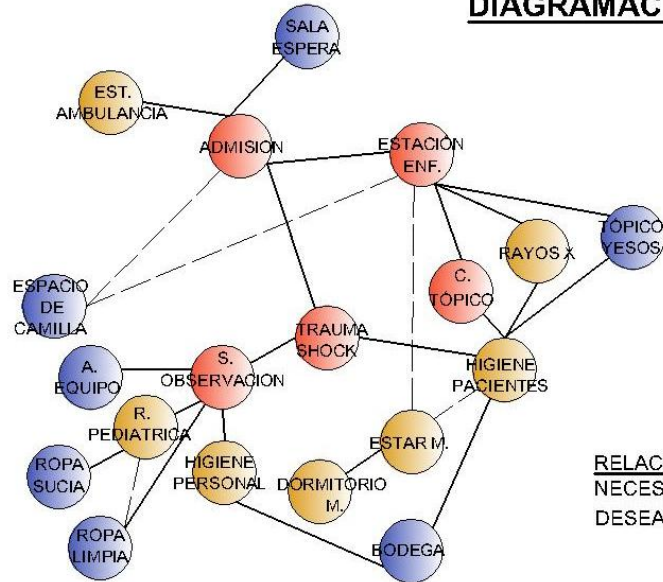 DIAGRAMAC
SALA
ESPERA
EST.
AMBULANCIA
ADMISION
ESTACIÓN
ENF.
TÓPICO
YESOS
RAYOS X
C.
TÓPICO
ESPACIO
DE
CAMILLA
TRAUMA
SHOCK
HIGIENE
PACIENTES
A.
EQUIPO
S.
OBSERVACION
R.
PEDIATRICA
ESTAR M.
ROPA
SUCIA
HIGIENE
PERSONAL
DORMITORIO
M.
ROPA
LIMPIA
BODEGA
RELAC
NECES
DESEA